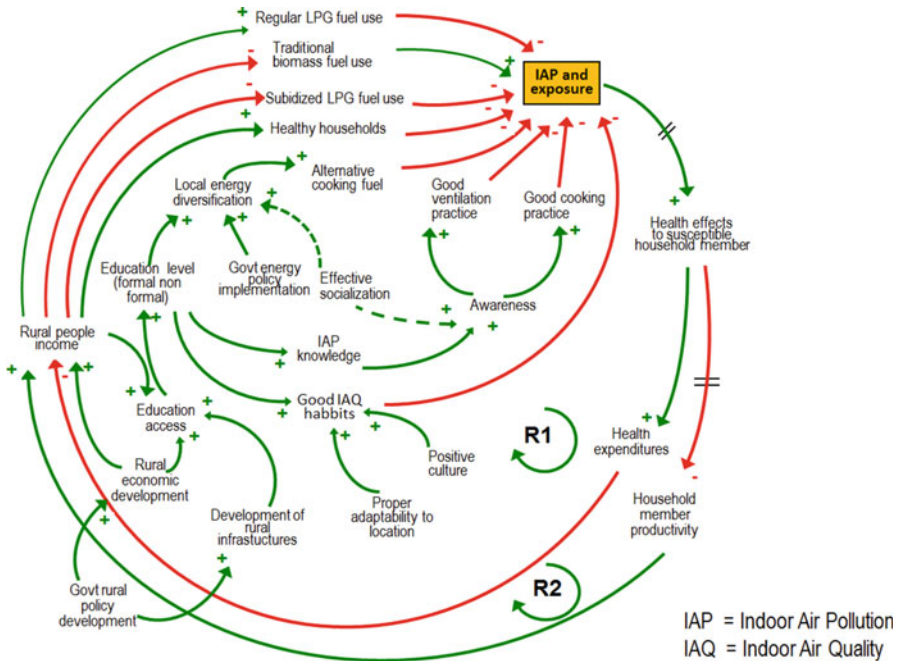 Regular LPG fuel use
Traditional
biomass fuel use
Subidized LPG fuel use
Healthy households
IAP and
exposure
Local energy
diversification
Alternative
cooking fuel
Good
ventilation
practice
Good cooking
practice
Health effects
to susceptible
household member
Education level
(formal non
formal)
Govt energy
policy
implementation
Effective
socialization
Awareness
Rural people
income
IAP
knowledge
Education
access
Good IAQ
habbits
R1
Health
expenditures
Rural
economic
development
Positive
culture
Proper
adaptability to
location
Development of
rural
infrastuctures
Household
member
productivity
Govt rural
policy
development
R2
IAP = Indoor Air Pollution
IAQ = Indoor Air Quality